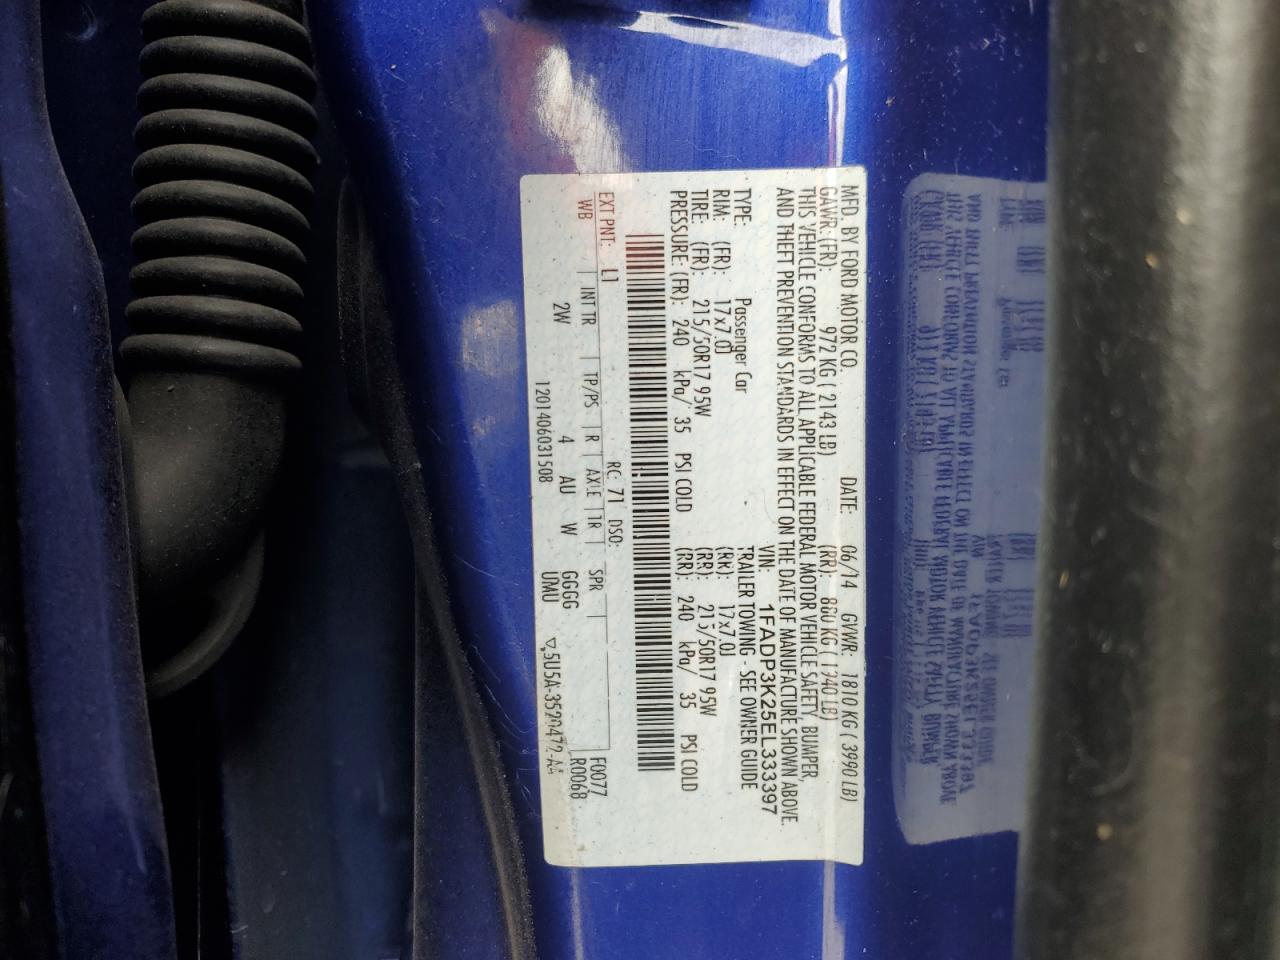 MFD. BY FORD MOTOR CO. DATE: 06/14 GVWR: 1810 KG ( 3990 LB)
GAWR: (FR): 972 KG ( 2143 LB) (RR): 860 KG ( LB)
THIS VEHICLE CONFORMS TO ALL APPLICABLE FEDERAL MOTOR VEHICLE SAFETY, BUMPER,
AND THEFT PREVENTION STANDARDS IN EFFECT ON THE DATE OF MANUFACTURE SHOWN ABOVE.
VIN: 1FADP3K25EL333397
TYPE: Passenger Car TRAILER TOWING - SEE OWNER GUIDE
RIM: (FR): 17x7.0J (RR): 17x7.0J
TIRE: (FR): 215/50R17 95W (RR): 215/50R17 95W
PRESSURE: (FR): 240 kPa/ 35 PSI COLD (RR): 240 kPa/ 35 PSI COLD
EXT PNT: L1 RC: 71 DSO: F0077
WB INT TR TP/PS R AXLE TR SPR R0068
2W 4 AU W GGGG
1201406031508 UMU